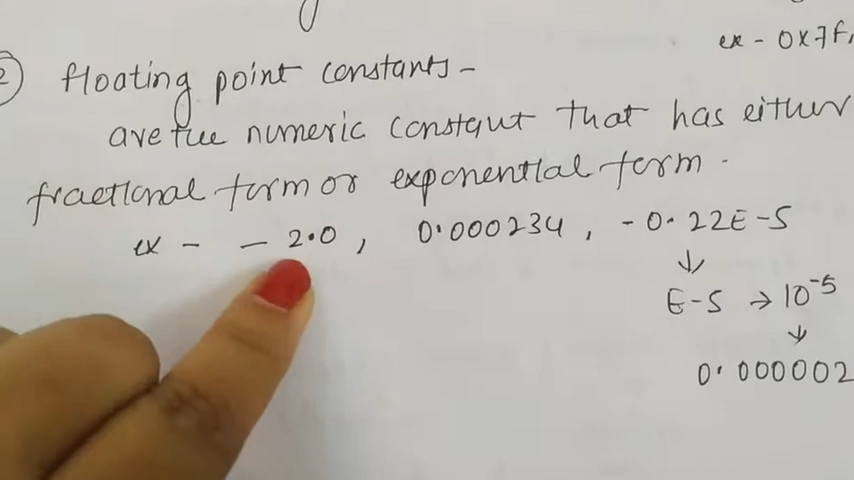 ex - 0x7f,
2) floating point constants -
are the numeric constant that has either
fractional form or exponential form.
ex - - 2.0, 0.000234, - 0.22E-5
↓
E-5 → 10⁻⁵
↓
0.000002